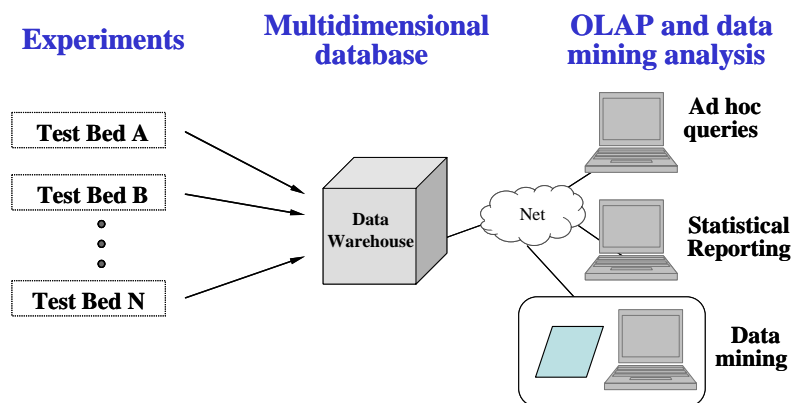 Experiments
Multidimensional
database
OLAP and data
mining analysis
Test Bed A
Test Bed B
Test Bed N
Data
Warehouse
Net
Ad hoc
queries
Statistical
Reporting
Data
mining